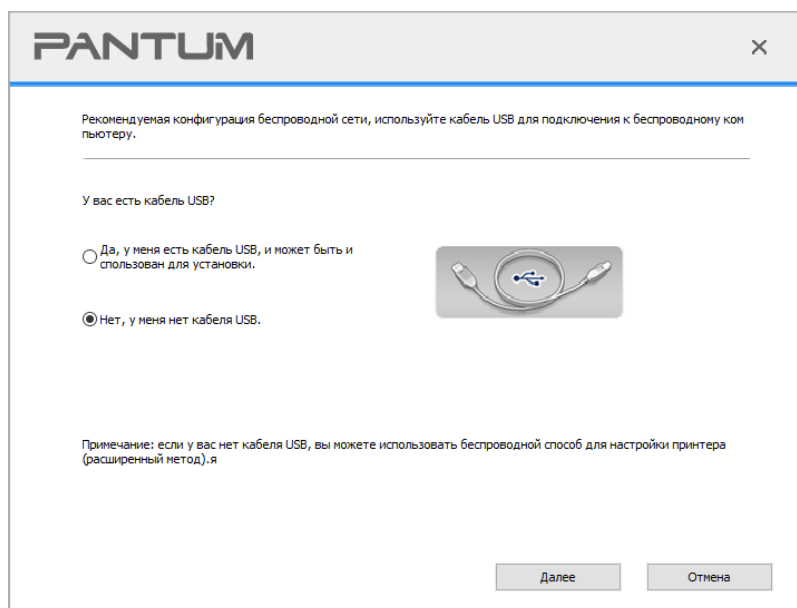 PANTUM
Рекомендуемая конфигурация беспроводной сети, используйте кабель USB для подключения к беспроводному ком
пьютеру.
У вас есть кабель USB?
Да, у меня есть кабель USB, и может быть и
спользован для установки.
Нет, у меня нет кабеля USB.
Примечание: если у вас нет кабеля USB, вы можете использовать беспроводной способ для настройки принтера
(расширенный метод).я
Далее
Отмена